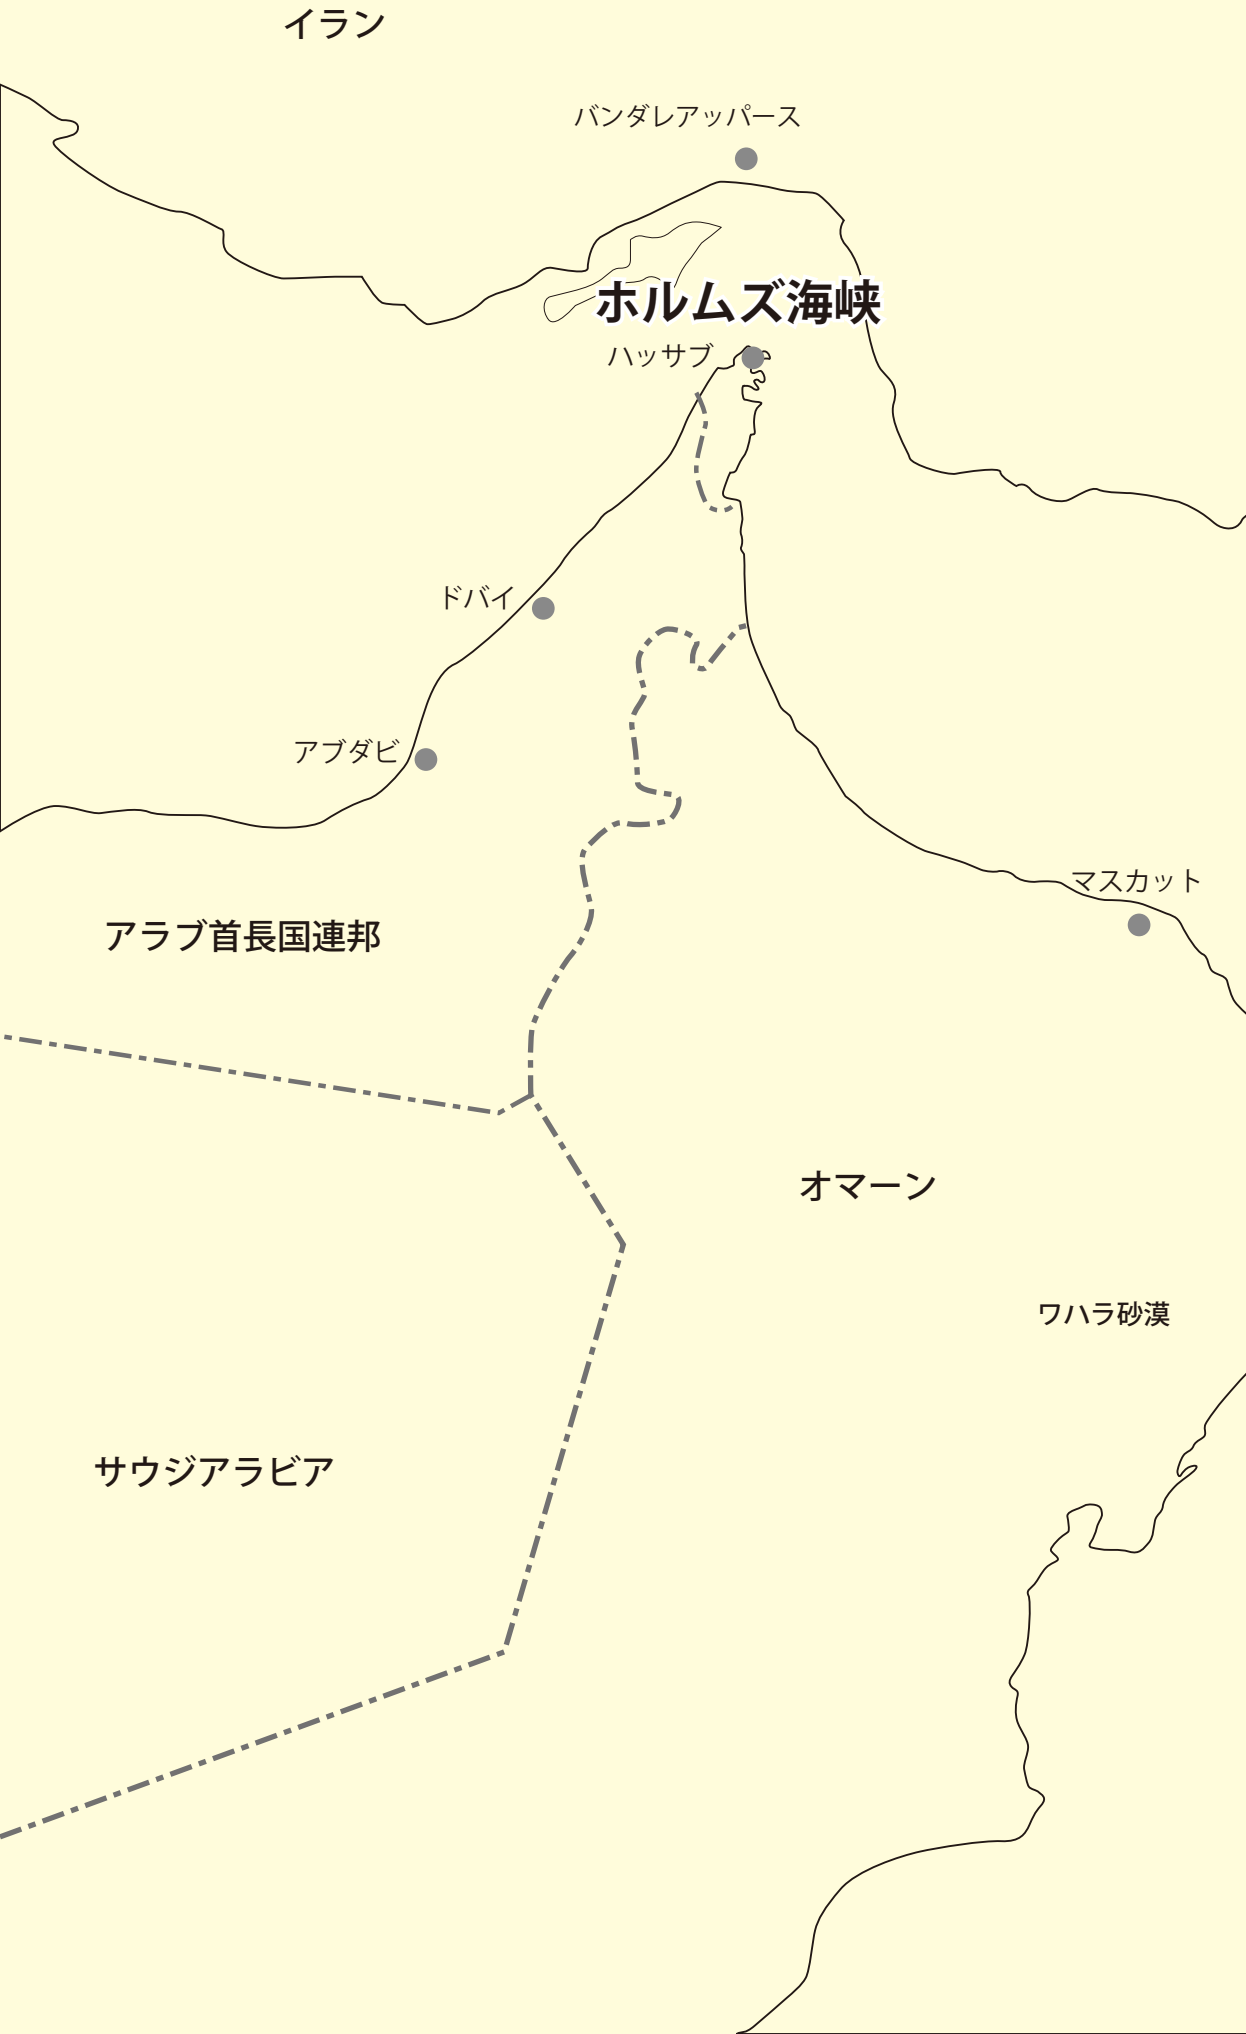 イラン
バンダレアッパース
ホルムズ海峡
ハッサブ
ドバイ
アブダビ
マスカット
アラブ首長国連邦
オマーン
ワハラ砂漠
サウジアラビア